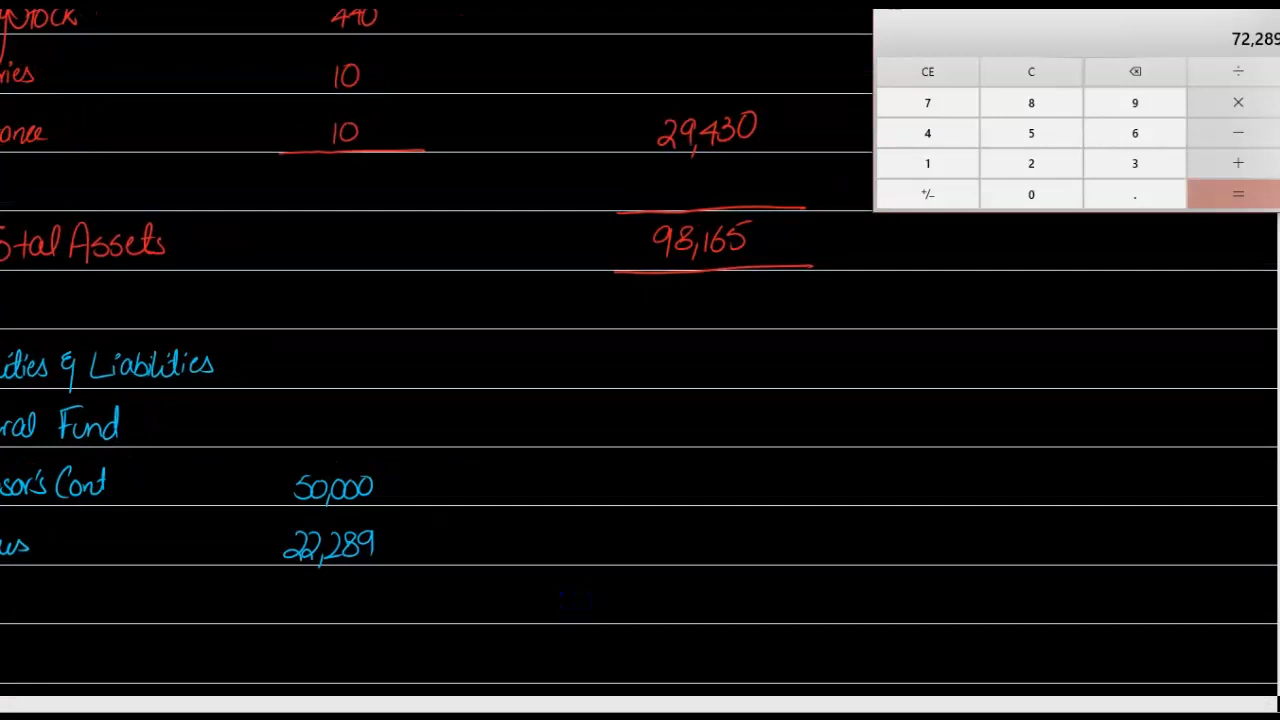 ystock 440
72,289
ries 10
CE C ⌫ ÷
7 8 9 ×
ance 10 29,430
4 5 6 −
1 2 3 +
+/− 0 . =
tal Assets 98,165
ities & Liabilities
ral Fund
sor's Cont 50,000
us 22,289